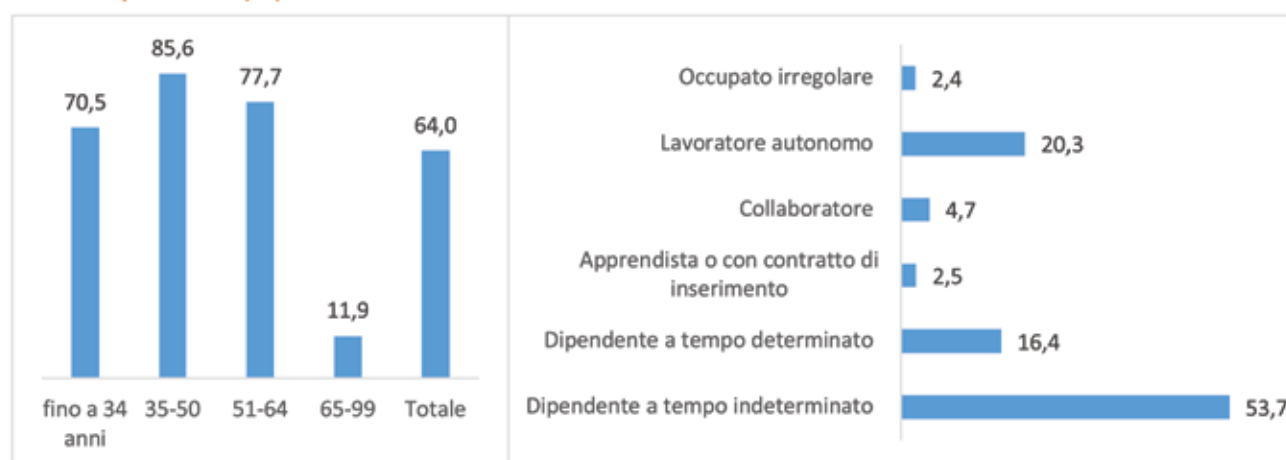 85,6
77,7
70,5
64,0
11,9
fino a 34
anni
35-50
51-64
65-99
Totale
Occupato irregolare 2,4
Lavoratore autonomo 20,3
Collaboratore 4,7
Apprendista o con contratto di
inserimento 2,5
Dipendente a tempo determinato 16,4
Dipendente a tempo indeterminato 53,7